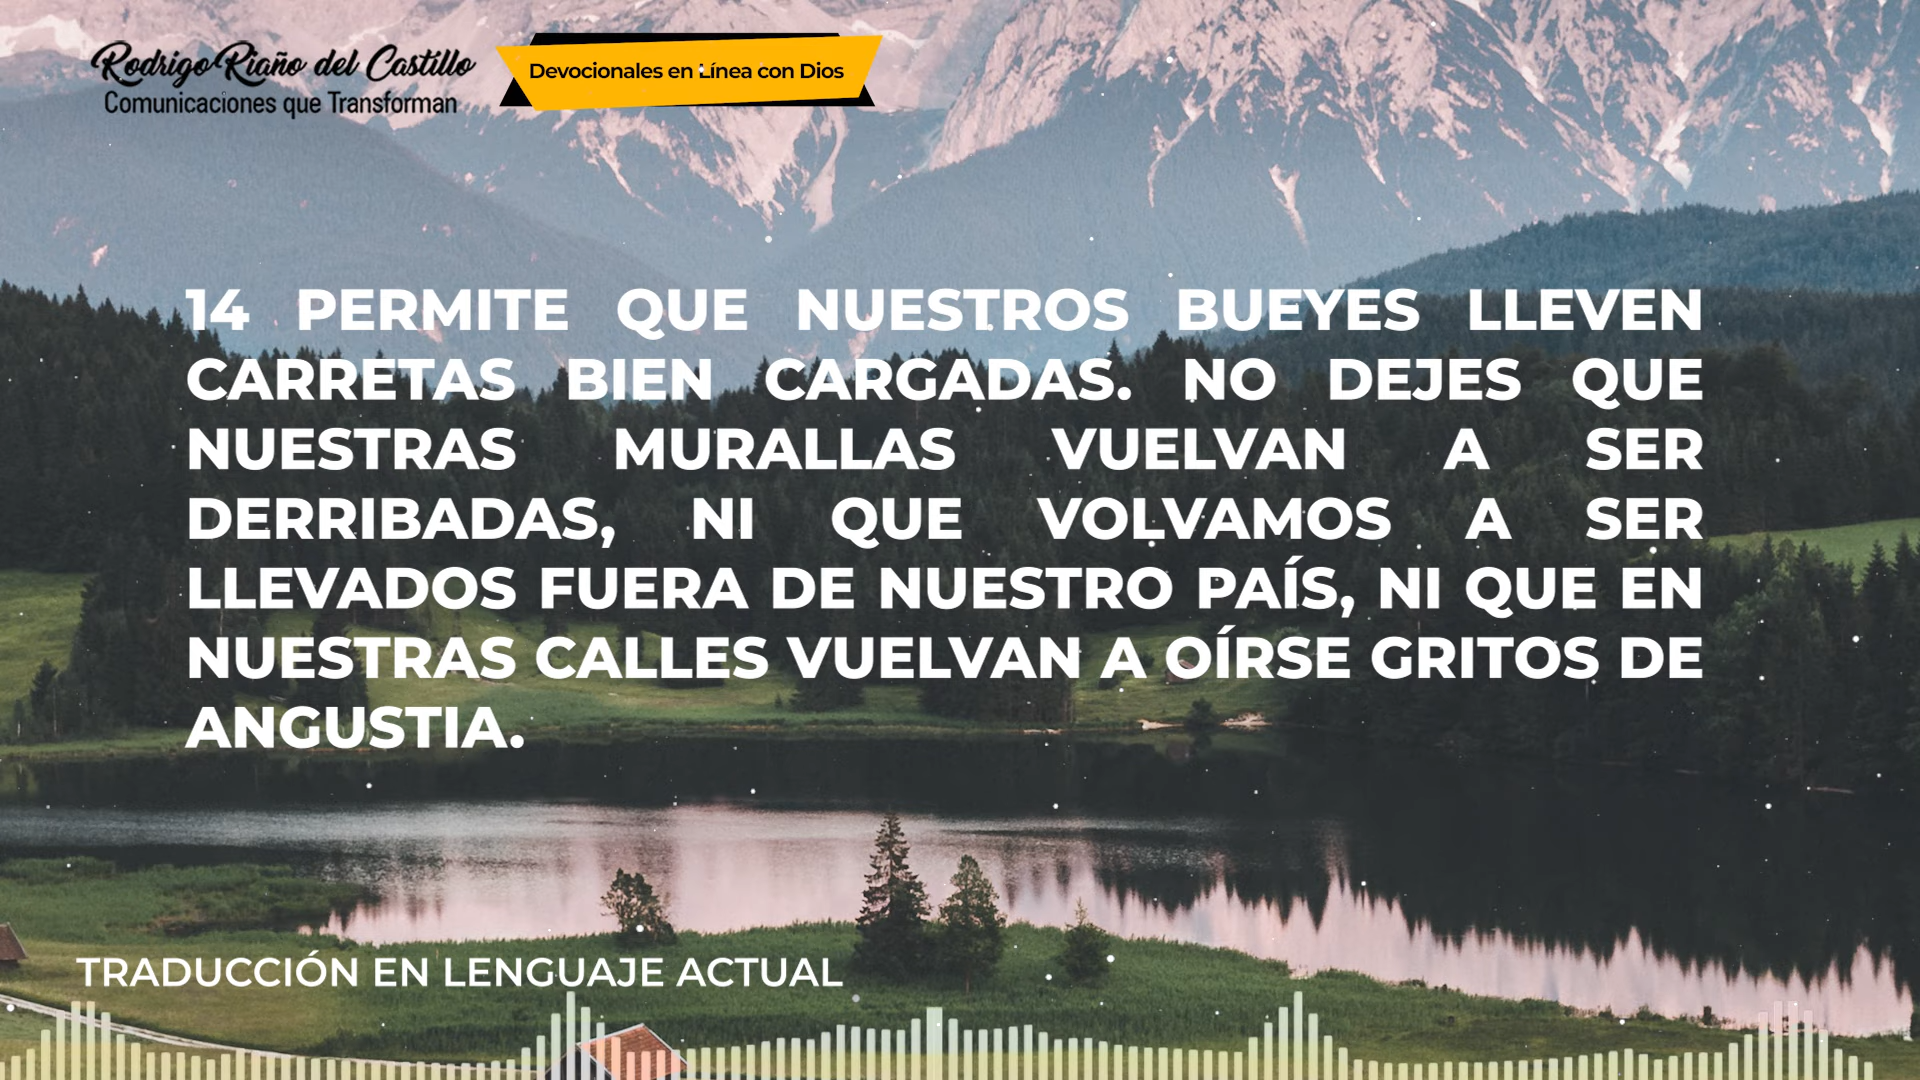 Rodrigo Riaño del Castillo
Comunicaciones que Transforman
Devocionales en Línea con Dios
14 PERMITE QUE NUESTROS BUEYES LLEVEN
CARRETAS BIEN CARGADAS. NO DEJES QUE
NUESTRAS MURALLAS VUELVAN A SER
DERRIBADAS, NI QUE VOLVAMOS A SER
LLEVADOS FUERA DE NUESTRO PAÍS, NI QUE EN
NUESTRAS CALLES VUELVAN A OÍRSE GRITOS DE
ANGUSTIA.
TRADUCCIÓN EN LENGUAJE ACTUAL